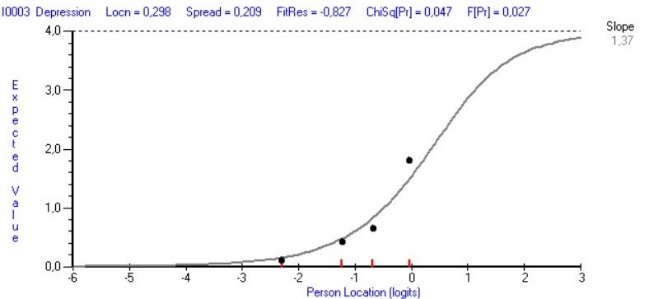 I0003 Depression Locn = 0,298 Spread = 0,209 FitRes = -0,827 ChiSq[Pr] = 0,047 F[Pr] = 0,027
Slope
1,37
4,0
3,0
2,0
1,0
0,0
Expected Value
-6 -5 -4 -3 -2 -1 0 1 2 3
Person Location (logits)